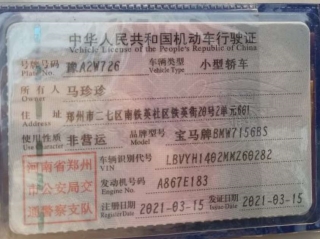 中华人民共和国机动车行驶证
Vehicle License of the People's Republic of China
号牌号码 豫A2W726 车辆类型 小型轿车
Plate No. Vehicle Type
所有人 马珍珍
Owner
住址 郑州市二七区南铁英社区铁英街20号2单元601
Address
使用性质 非营运 品牌型号 宝马牌BMW7156BS
Use Character Model
河南省郑州
市公安局交
通警察支队
车辆识别代号 LBVYH1402MMZ60282
VIN
发动机号码 A867E183
Engine No.
注册日期 2021-03-15 发证日期 2021-03-15
Register Date Issue Date